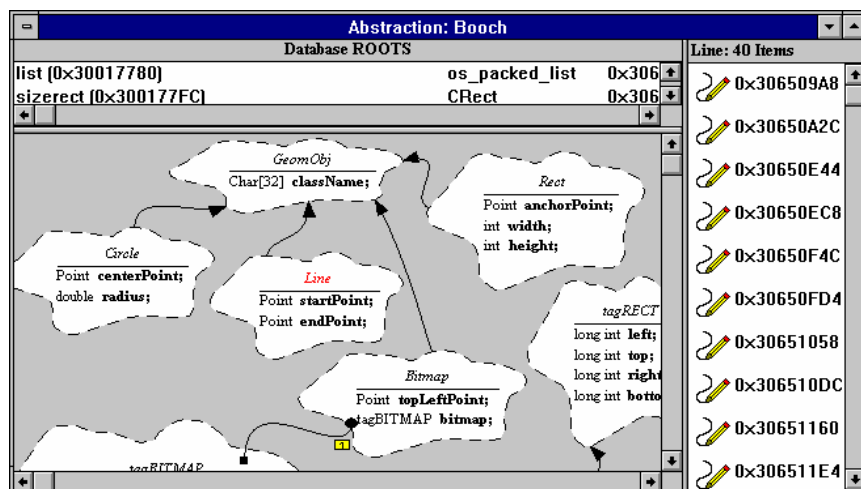 Abstraction: Booch
Database ROOTS
list (0x30017780) os_packed_list 0x306
sizerect (0x300177FC) CRect 0x306
GeomObj
Char[32] className;
Rect
Point anchorPoint;
int width;
int height;
Circle
Point centerPoint;
double radius;
Line
Point startPoint;
Point endPoint;
tagRECT
long int left;
long int top;
long int right
long int botto
Bitmap
Point topLeftPoint;
tagBITMAP bitmap;
1
tagBITMAP
Line: 40 Items
0x306509A8
0x30650A2C
0x30650E44
0x30650EC8
0x30650F4C
0x30650FD4
0x30651058
0x306510DC
0x30651160
0x306511E4